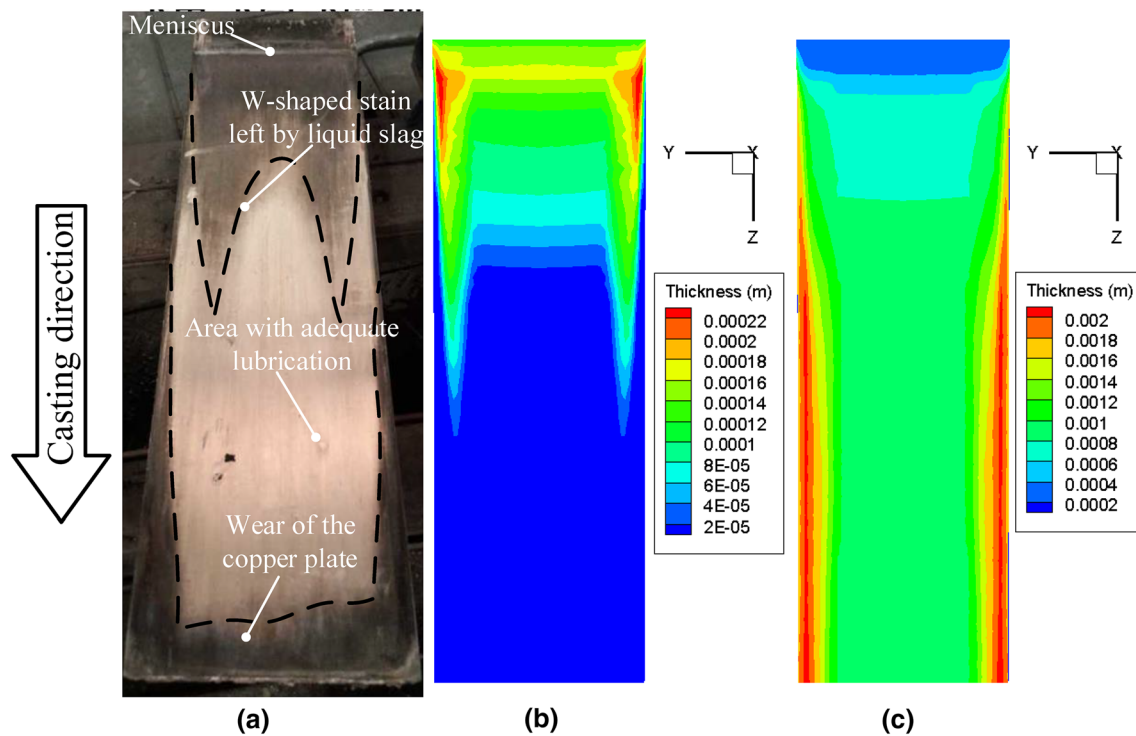 Meniscus
W-shaped stain
left by liquid slag
Casting direction
Area with adequate
lubrication
Wear of the
copper plate
(a)
Y
X
Z
Thickness (m)
0.00022
0.0002
0.00018
0.00016
0.00014
0.00012
0.0001
8E-05
6E-05
4E-05
2E-05
(b)
Y
X
Z
Thickness (m)
0.002
0.0018
0.0016
0.0014
0.0012
0.001
0.0008
0.0006
0.0004
0.0002
(c)